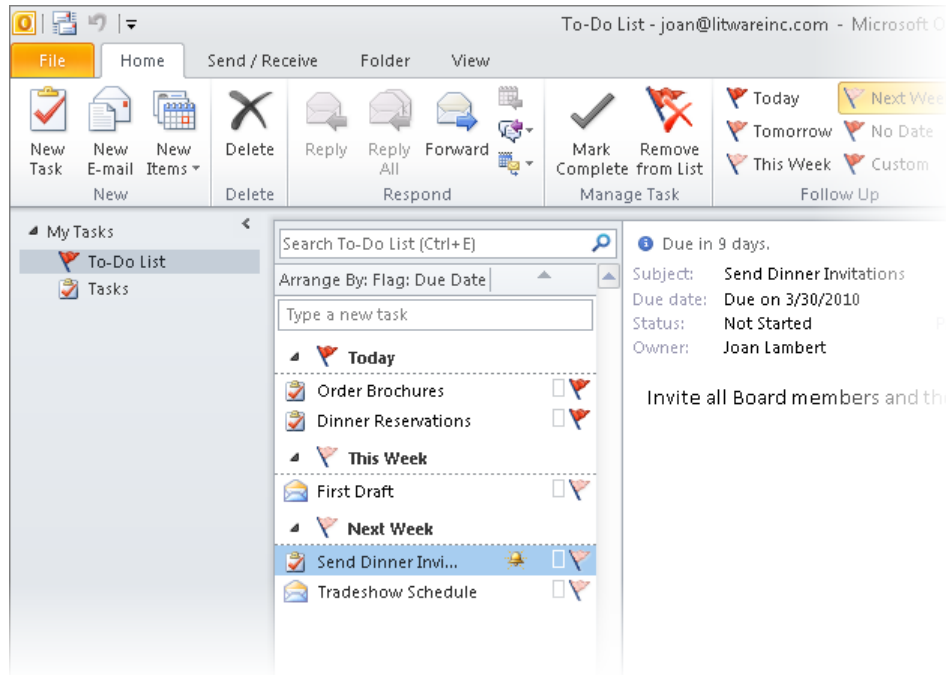 To-Do List - joan@litwareinc.com - Microsoft O
File Home Send / Receive Folder View
New Task
New E-mail
New Items
Delete
Reply
Reply All
Forward
Mark Complete
Remove from List
Today
Next Wee
Tomorrow
No Date
This Week
Custom
New Delete Respond Manage Task Follow Up
My Tasks
To-Do List
Tasks
Search To-Do List (Ctrl+E)
Arrange By: Flag: Due Date
Type a new task
Today
Order Brochures
Dinner Reservations
This Week
First Draft
Next Week
Send Dinner Invi...
Tradeshow Schedule
Due in 9 days.
Subject: Send Dinner Invitations
Due date: Due on 3/30/2010
Status: Not Started
Owner: Joan Lambert
Invite all Board members and th